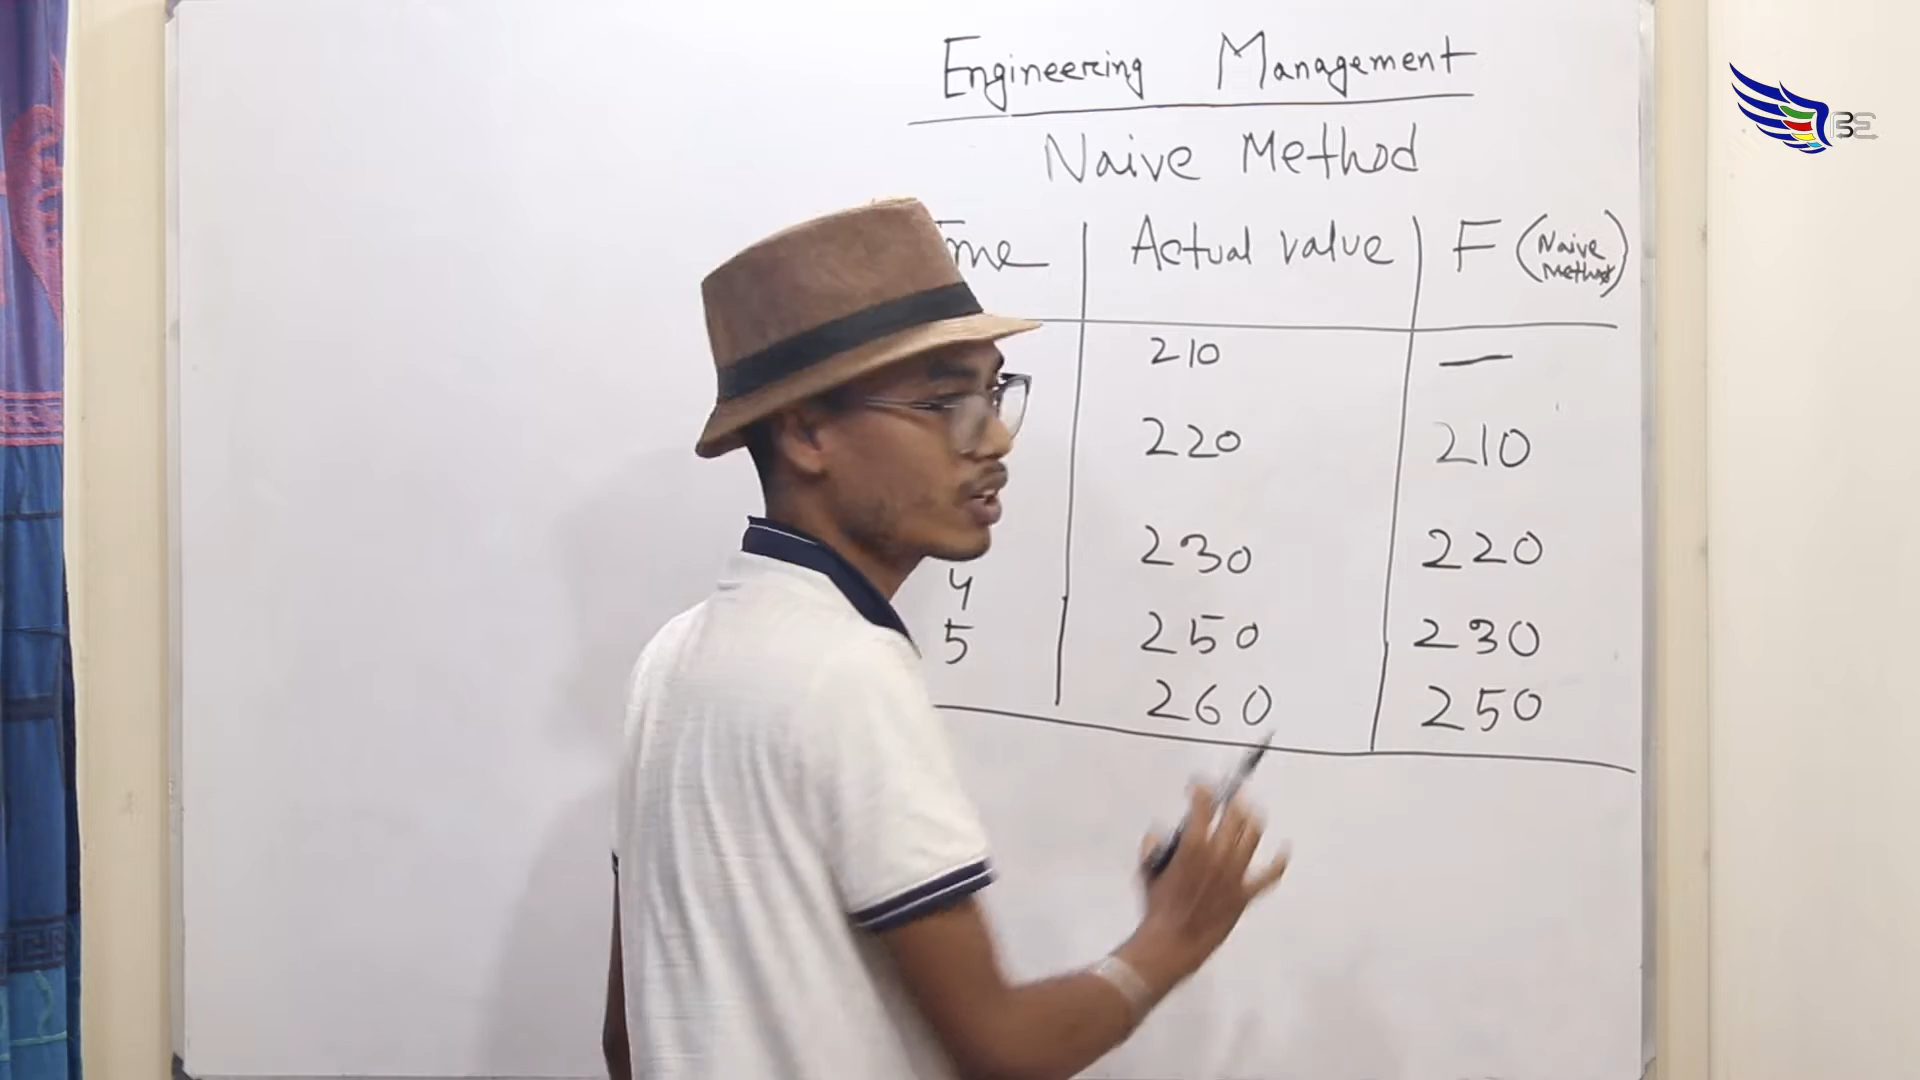 Engineering Management
Naive Method
Actual value F (Naive Method)
210 —
220 210
230 220
4
5 250 230
260 250